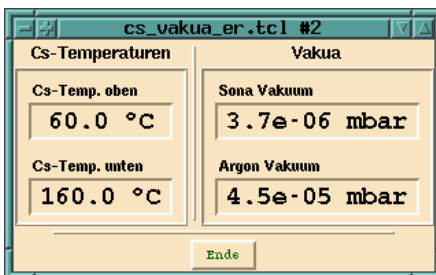 cs_vakua_er.tcl #2
Cs-Temperaturen
Vakua
Cs-Temp. oben
60.0 °C
Cs-Temp. unten
160.0 °C
Sona Vakuum
3.7e-06 mbar
Argon Vakuum
4.5e-05 mbar
Ende